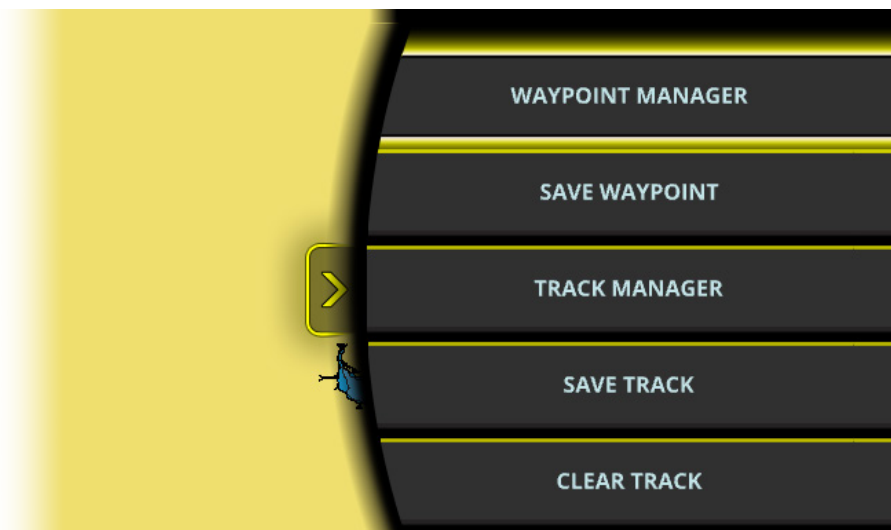 WAYPOINT MANAGER
SAVE WAYPOINT
TRACK MANAGER
SAVE TRACK
CLEAR TRACK